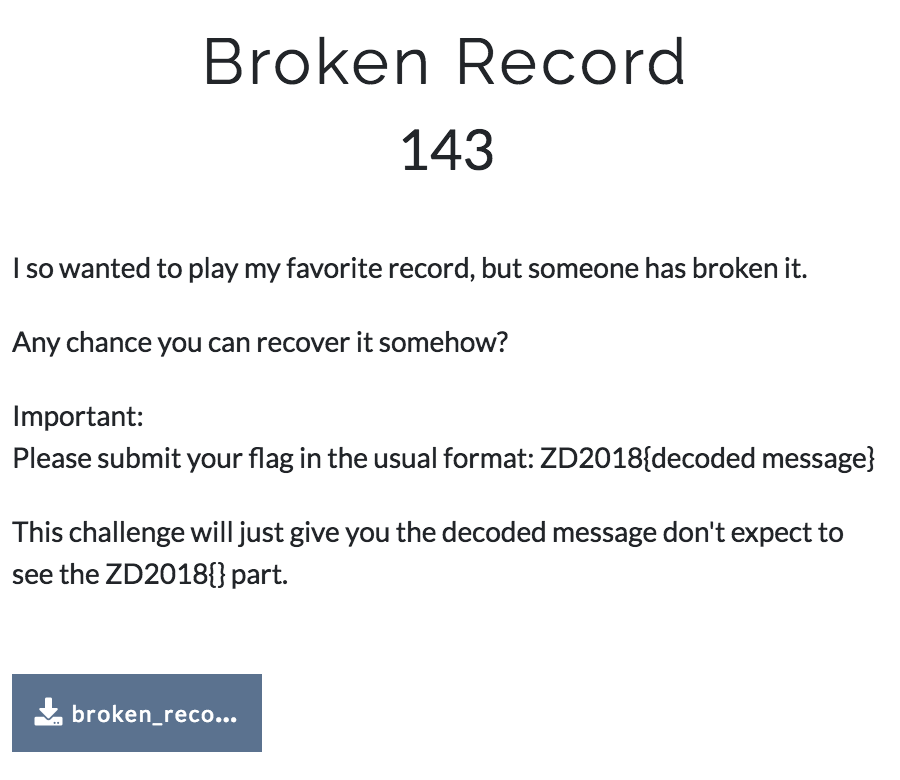 Broken Record
143
I so wanted to play my favorite record, but someone has broken it.
Any chance you can recover it somehow?
Important:
Please submit your flag in the usual format: ZD2018{decoded message}
This challenge will just give you the decoded message don't expect to
see the ZD2018{} part.
broken_reco...